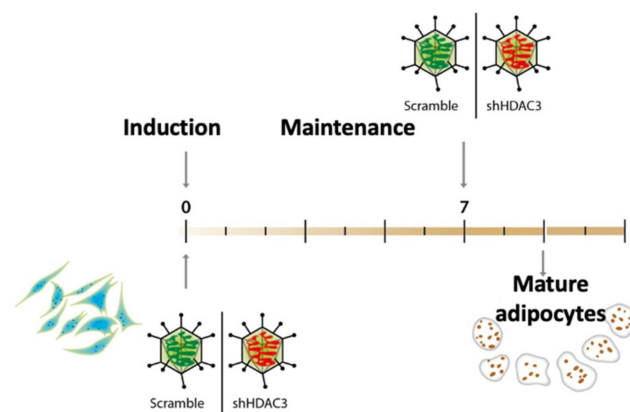 Scramble
shHDAC3
Induction
Maintenance
0
7
Mature
adipocytes
Scramble
shHDAC3